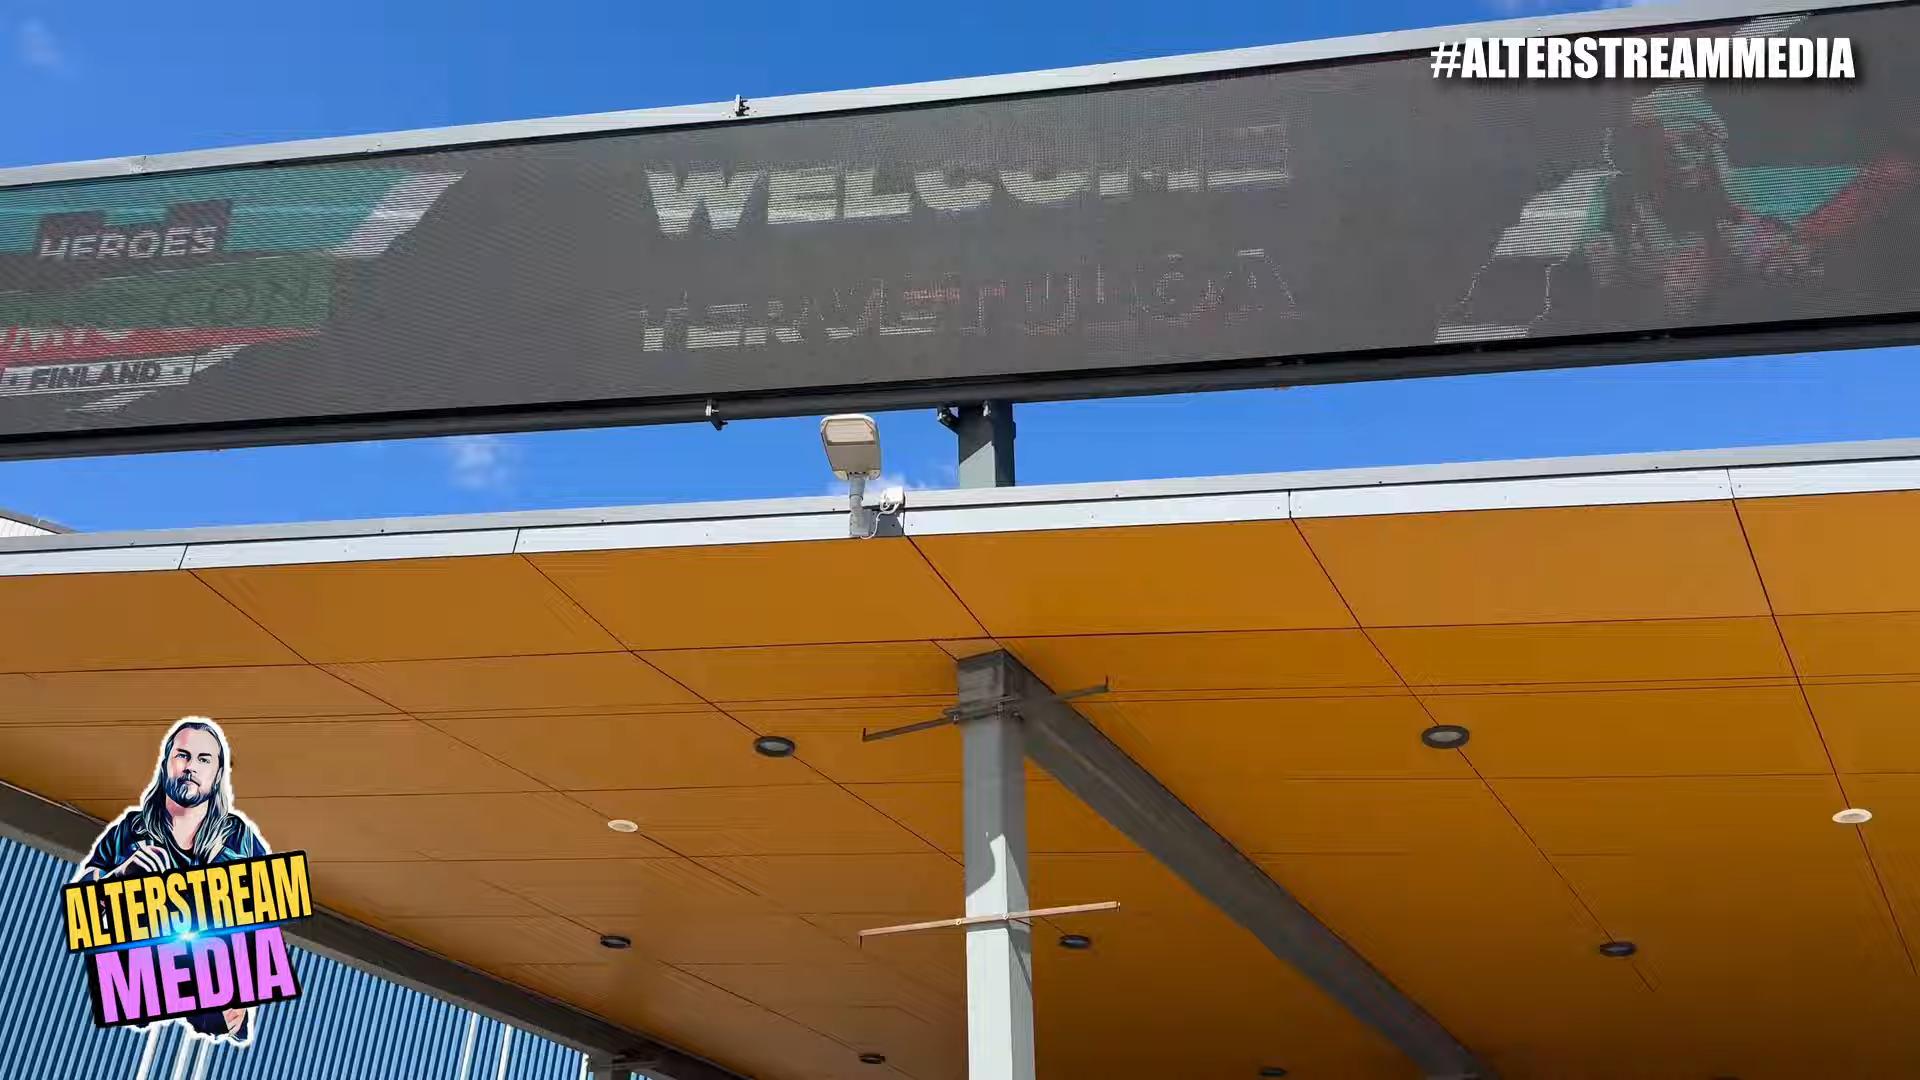 #ALTERSTREAMMEDIA
HEROES
WELCOME
TERVETULOA
• FINLAND •
ALTERSTREAM
MEDIA